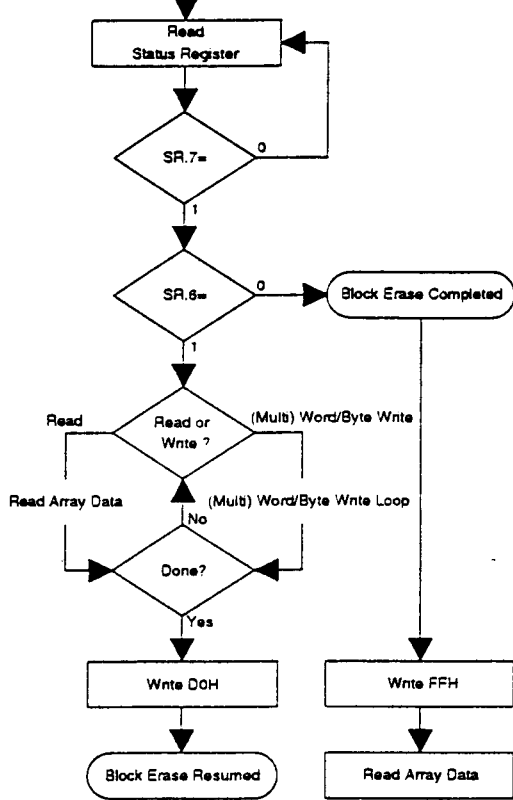 Read
Status Register
SR.7=
0
1
SR.6=
0
Block Erase Completed
1
Read
Read or
Write ?
(Multi) Word/Byte Write
Read Array Data
(Multi) Word/Byte Write Loop
No
Done?
Yes
Write D0H
Write FFH
Block Erase Resumed
Read Array Data